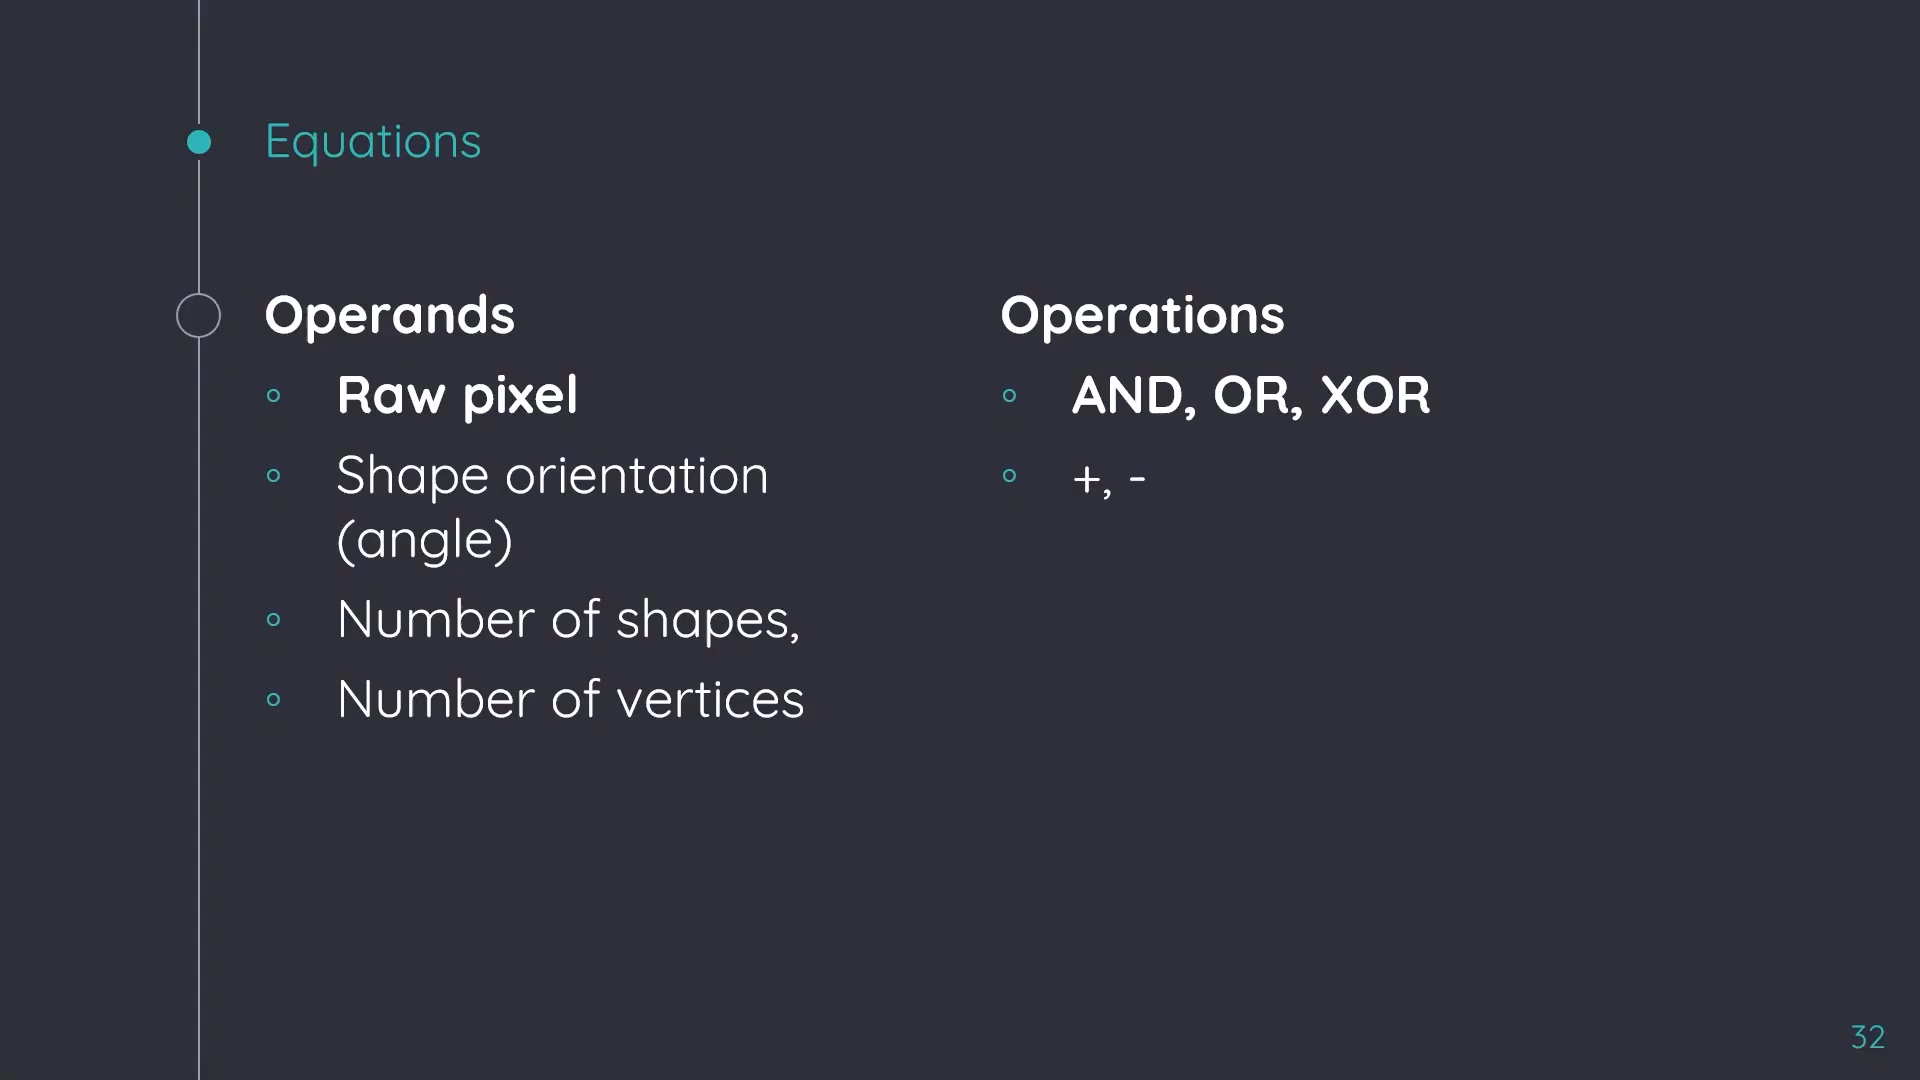 Equations
Operands
Raw pixel
Shape orientation
(angle)
Number of shapes,
Number of vertices
Operations
AND, OR, XOR
+, -
32